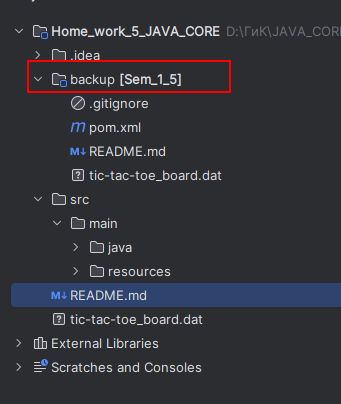 Home_work_5_JAVA_CORE D:\ГиК\JAVA_COR
.idea
backup [Sem_1_5]
.gitignore
m pom.xml
M↓ README.md
? tic-tac-toe_board.dat
src
main
java
resources
M↓ README.md
? tic-tac-toe_board.dat
External Libraries
Scratches and Consoles